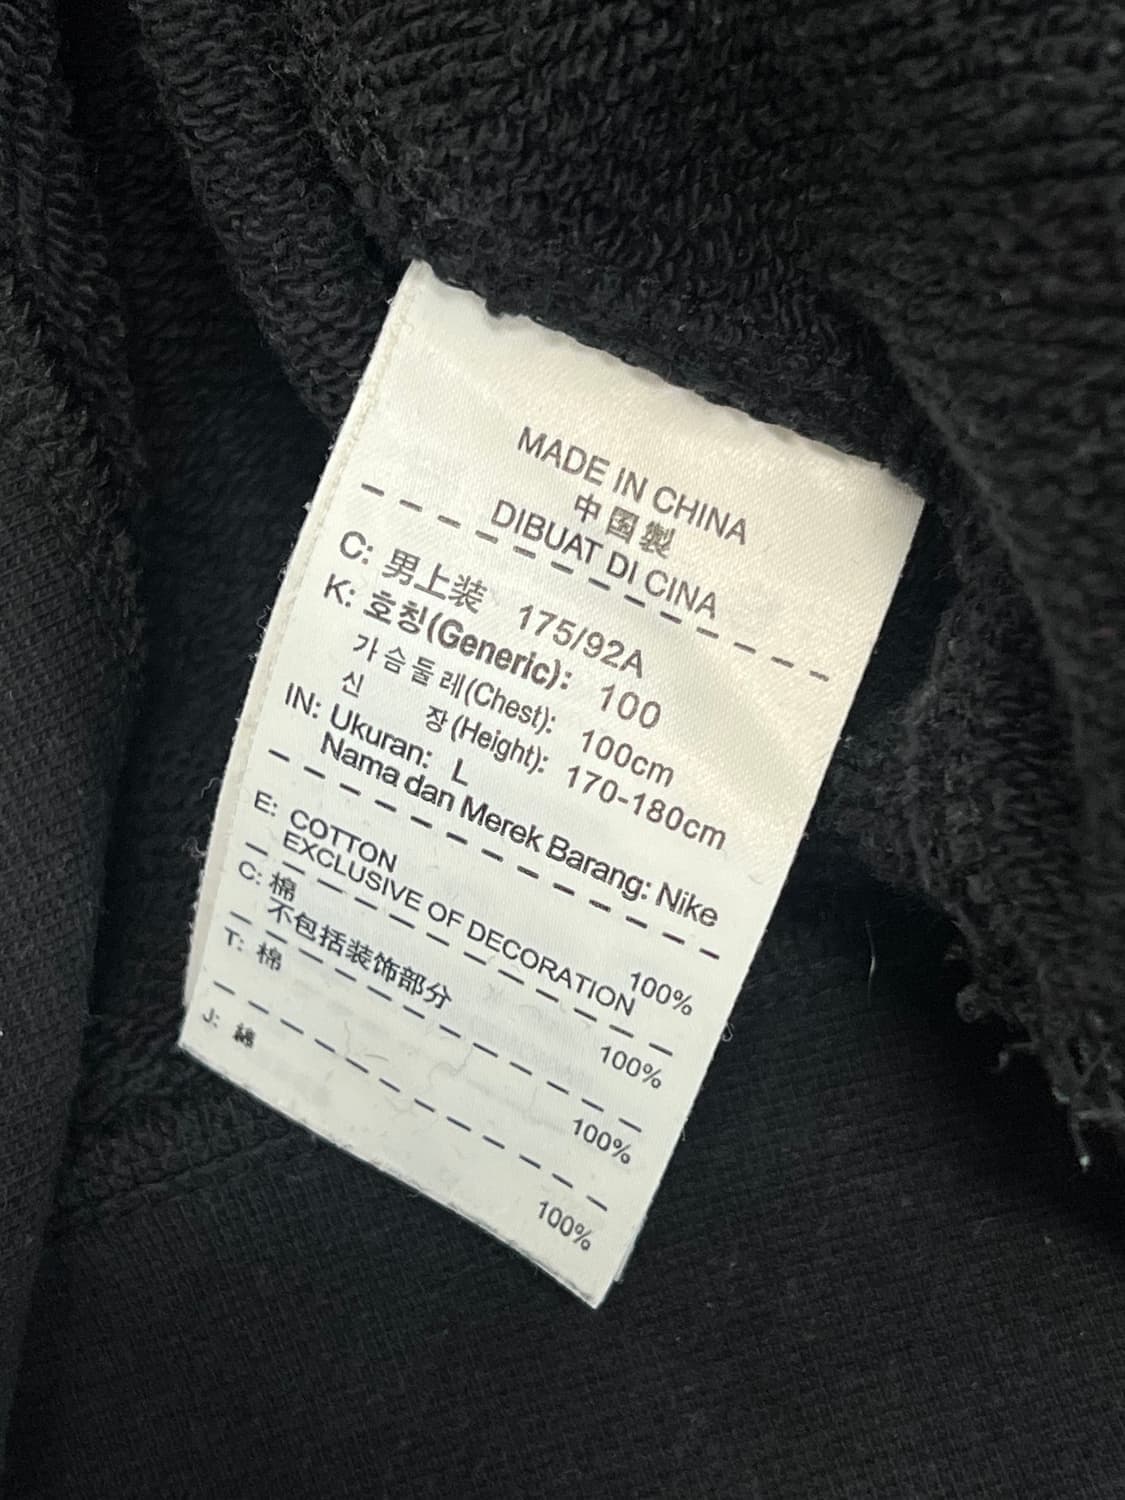 MADE IN CHINA
中国製
DIBUAT DI CINA
C: 男上装 175/92A
K: 호칭(Generic): 100
가슴둘레(Chest): 100cm
신 장(Height): 170-180cm
IN: Ukuran: L
Nama dan Merek Barang: Nike
E: COTTON 100%
EXCLUSIVE OF DECORATION
C: 棉 100%
不包括装饰部分
T: 棉 100%
J: 綿 100%